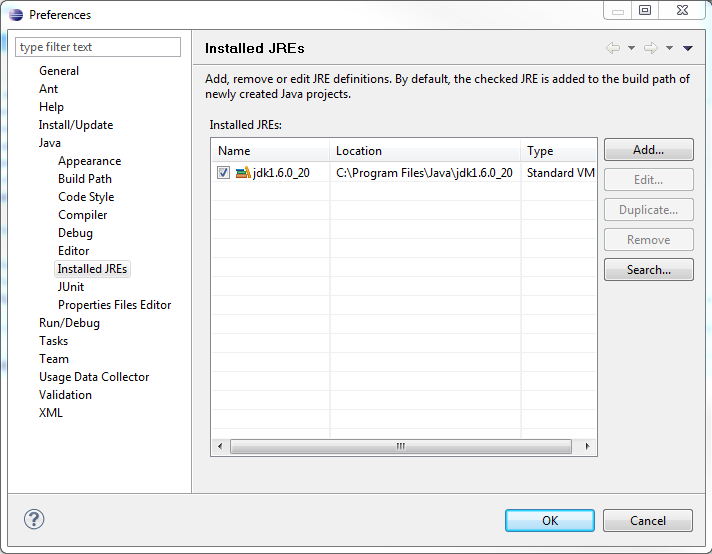 Preferences
type filter text
General
Ant
Help
Install/Update
Java
Appearance
Build Path
Code Style
Compiler
Debug
Editor
Installed JREs
JUnit
Properties Files Editor
Run/Debug
Tasks
Team
Usage Data Collector
Validation
XML
Installed JREs
Add, remove or edit JRE definitions. By default, the checked JRE is added to the build path of
newly created Java projects.
Installed JREs:
Name Location Type
jdk1.6.0_20 C:\Program Files\Java\jdk1.6.0_20 Standard VM
Add...
Edit...
Duplicate...
Remove
Search...
?
OK Cancel